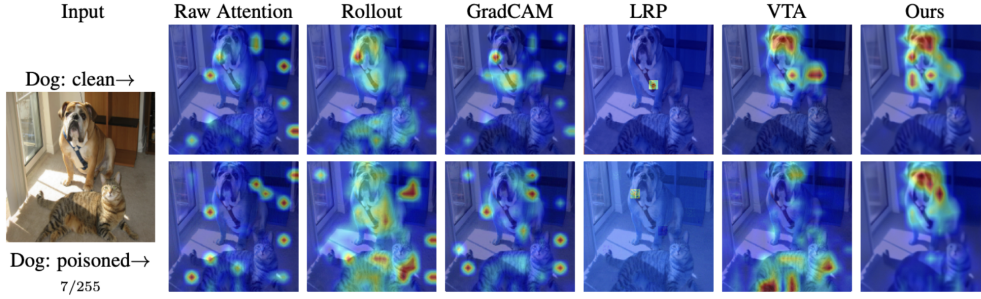 Input Raw Attention Rollout GradCAM LRP VTA Ours
Dog: clean→
Dog: poisoned→
7/255